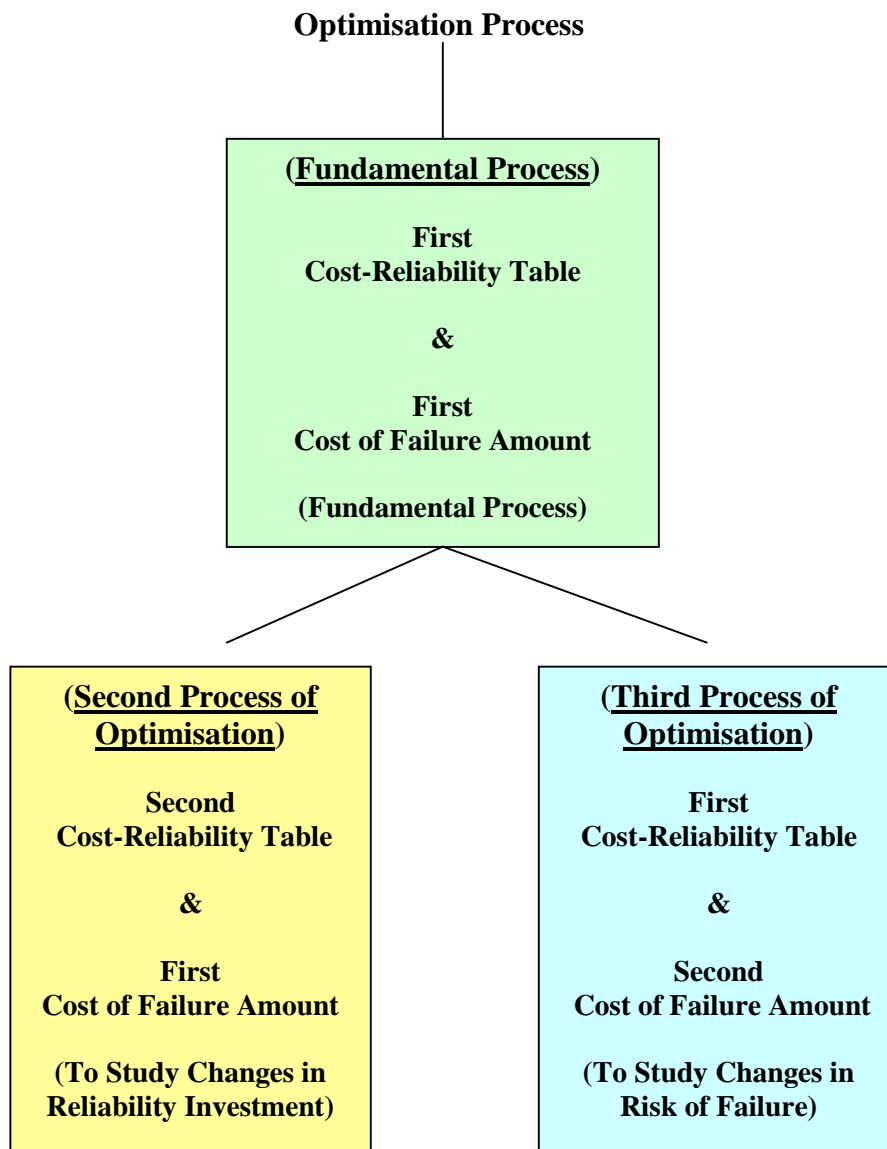 Optimisation Process
(Fundamental Process)
First
Cost-Reliability Table
&
First
Cost of Failure Amount
(Fundamental Process)
(Second Process of
Optimisation)
Second
Cost-Reliability Table
&
First
Cost of Failure Amount
(To Study Changes in
Reliability Investment)
(Third Process of
Optimisation)
First
Cost-Reliability Table
&
Second
Cost of Failure Amount
(To Study Changes in
Risk of Failure)